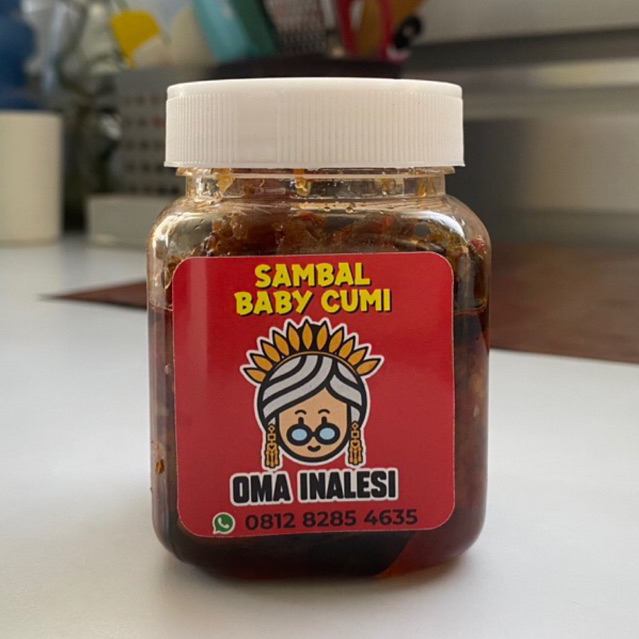 SAMBAL
BABY CUMI
OMA INALESI
0812 8285 4635